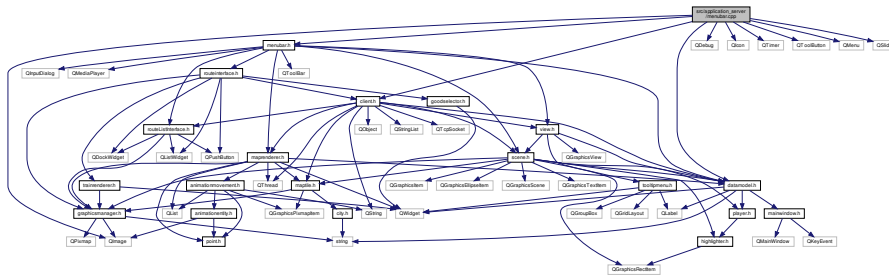 src/application_server
/menubar.cpp
menubar.h
QDebug
QIcon
QTimer
QToolButton
QMenu
QSlid
QInputDialog
QMediaPlayer
routeinterface.h
QToolBar
client.h
goodselector.h
routeListInterface.h
QObject
QStringList
QTcpSocket
view.h
QDockWidget
QListWidget
QPushButton
maprenderer.h
scene.h
QGraphicsView
trainrenderer.h
animationmovement.h
QThread
maptile.h
QGraphicsItem
QGraphicsEllipseItem
QGraphicsScene
QGraphicsTextItem
tooltipmenu.h
datamodel.h
graphicsmanager.h
QList
animationentity.h
QGraphicsPixmapItem
city.h
QString
QWidget
QGroupBox
QGridLayout
QLabel
player.h
mainwindow.h
QPixmap
QImage
point.h
string
highlighter.h
QMainWindow
QKeyEvent
QGraphicsRectItem